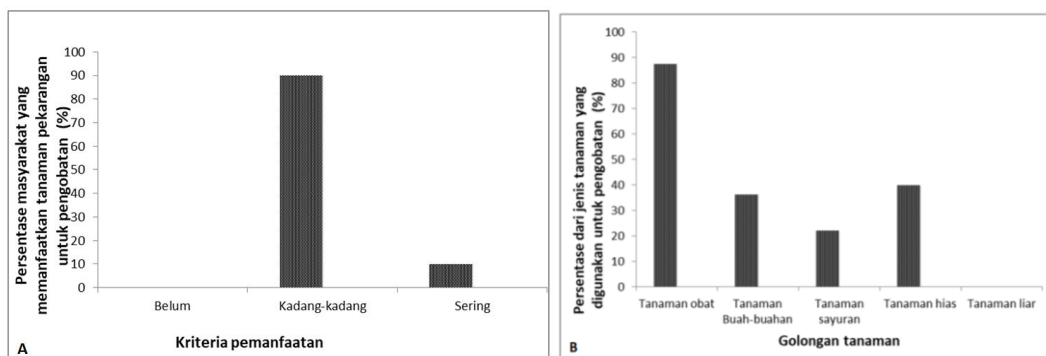 Persentase masyarakat yang
memanfaatkan tanaman pekarangan
untuk pengobatan (%)
100
90
80
70
60
50
40
30
20
10
0
Belum
Kadang-kadang
Sering
Kriteria pemanfaatan
A
Persentase dari jenis tanaman yang
digunakan untuk pengobatan (%)
100
90
80
70
60
50
40
30
20
10
0
Tanaman obat
Tanaman
Buah-buahan
Tanaman
sayuran
Tanaman hias
Tanaman liar
Golongan tanaman
B